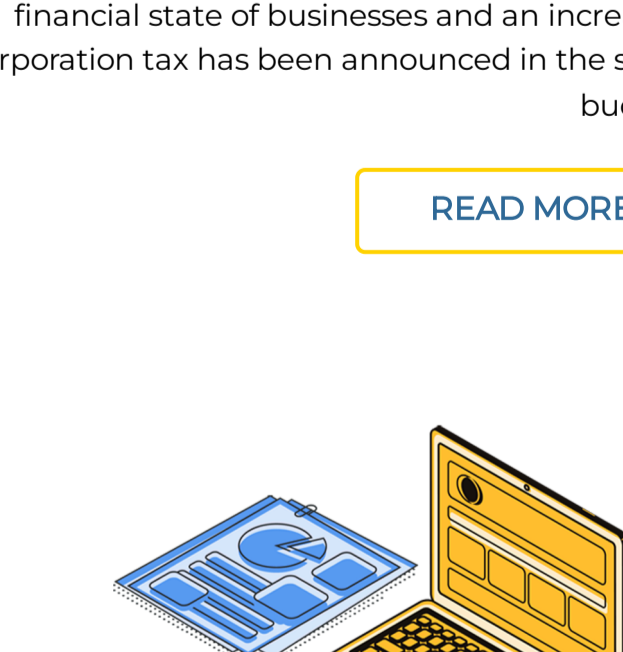 financial state of businesses and an
tax has been announced in the
READ MORE